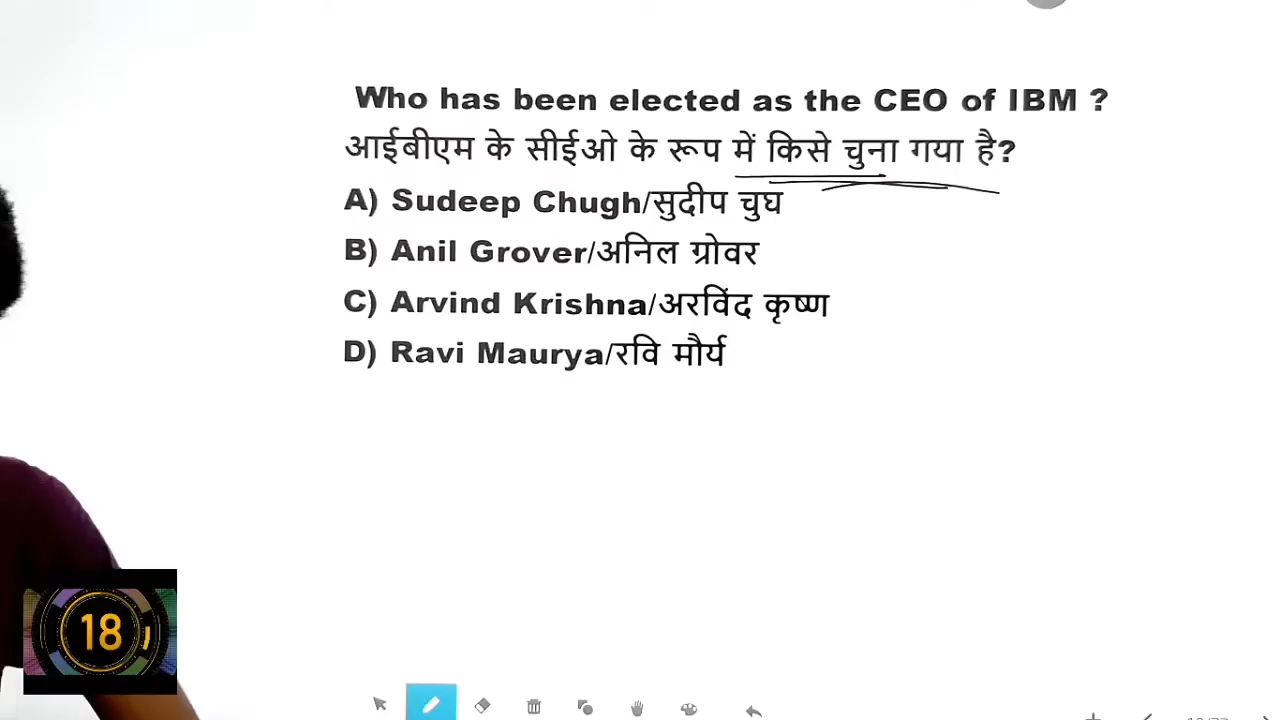 Who has been elected as the CEO of IBM ?
आईबीएम के सीईओ के रूप में किसे चुना गया है?
A) Sudeep Chugh/सुदीप चुघ
B) Anil Grover/अनिल ग्रोवर
C) Arvind Krishna/अरविंद कृष्ण
D) Ravi Maurya/रवि मौर्य
18